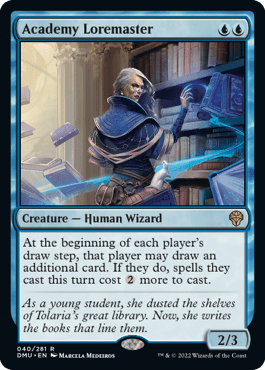 Academy Loremaster
Creature — Human Wizard
At the beginning of each player's
draw step, that player may draw
an additional card. If they do, spells they
cast this turn cost 2 more to cast.
As a young student, she dusted the shelves
of Tolaria's great library. Now, she writes
the books that line them.
2/3
040/281 R
DMU • EN MARCELA MEDEIROS
™ & © 2022 Wizards of the Coast